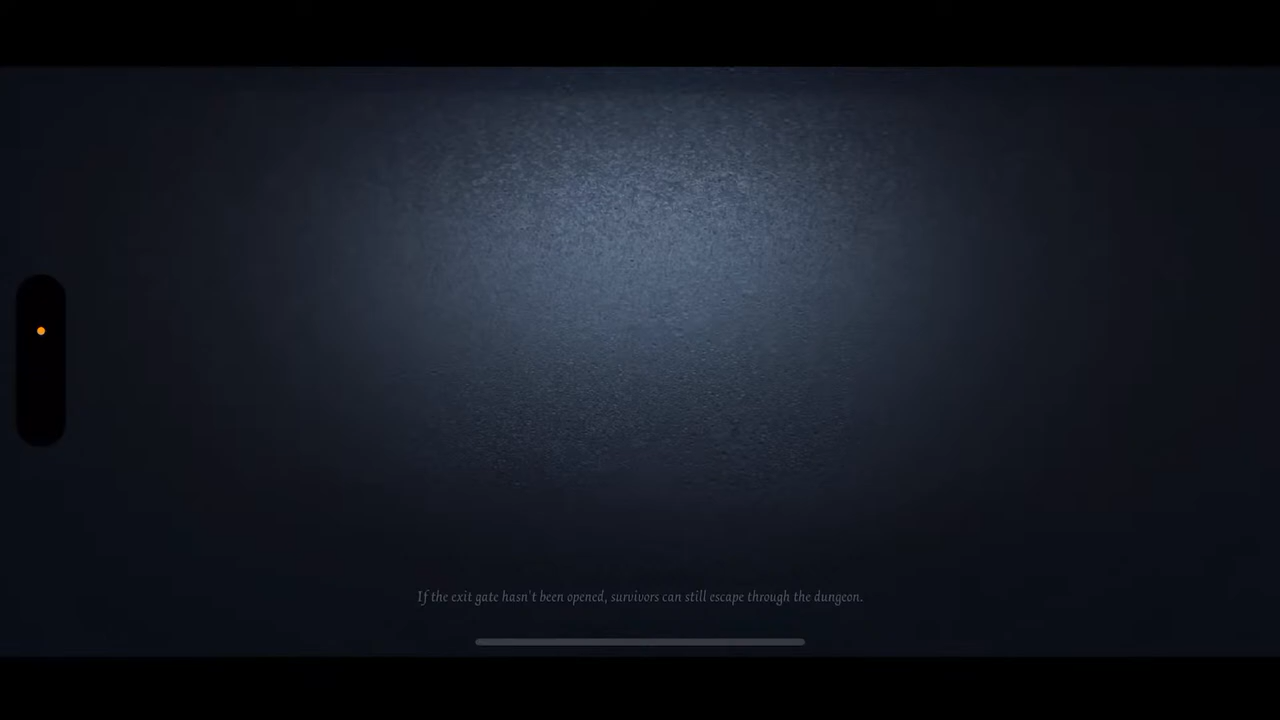 If the exit gate hasn't been opened, survivors can still escape through the dungeon.